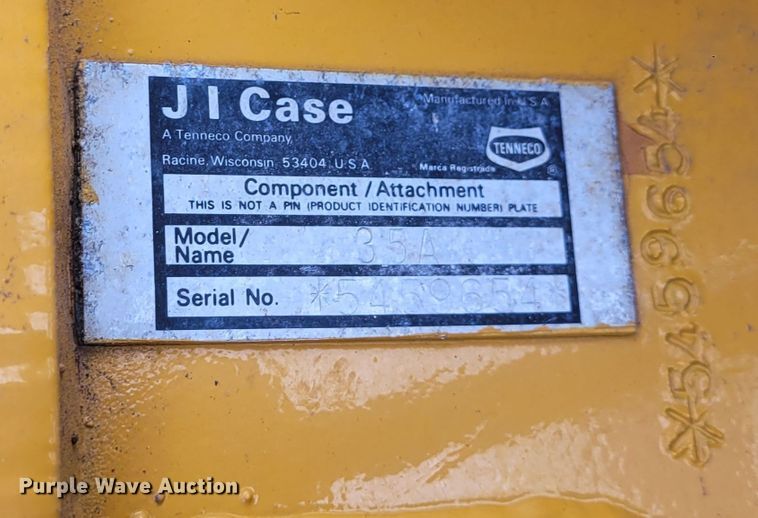 J I Case
Manufactured in U S A
A Tenneco Company
Racine, Wisconsin 53404 U.S.A.
TENNECO
®
Marca Registrada
Component / Attachment
THIS IS NOT A PIN (PRODUCT IDENTIFICATION NUMBER) PLATE
Model/
Name
35A
Serial No. *5459654*
*5459654*
Purple Wave Auction